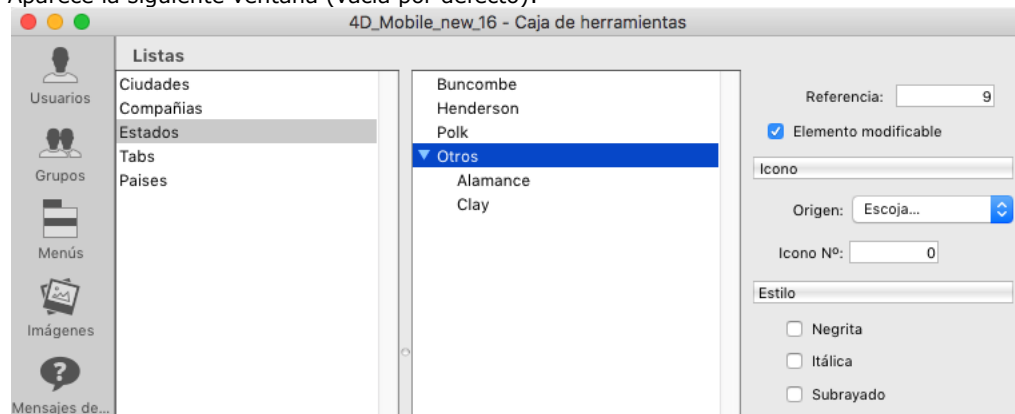 Aparece la siguiente ventana (vacía por defecto):
4D_Mobile_new_16 - Caja de herramientas
Usuarios
Grupos
Menús
Imágenes
Mensajes de...
Listas
Ciudades
Compañias
Estados
Tabs
Paises
Buncombe
Henderson
Polk
Otros
Alamance
Clay
Referencia: 9
Elemento modificable
Icono
Origen: Escoja...
Icono Nº: 0
Estilo
Negrita
Itálica
Subrayado